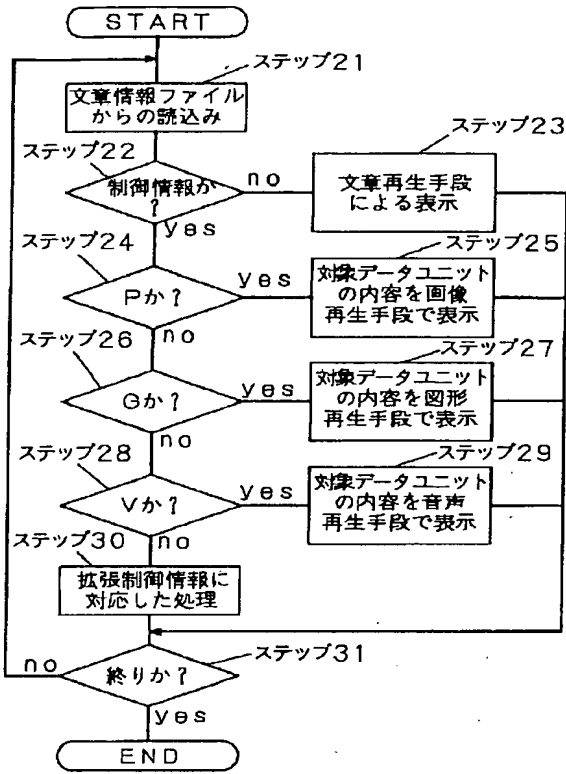 START
ステップ21
文章情報ファイル
からの読込み
ステップ22
制御情報か
?
no
yes
ステップ23
文章再生手段
による表示
ステップ24
Pか?
yes
no
ステップ25
対象データユニット
の内容を画像
再生手段で表示
ステップ26
Gか?
yes
no
ステップ27
対象データユニット
の内容を図形
再生手段で表示
ステップ28
Vか?
yes
no
ステップ29
対象データユニット
の内容を音声
再生手段で表示
ステップ30
拡張制御情報に
対応した処理
ステップ31
終りか?
no
yes
END